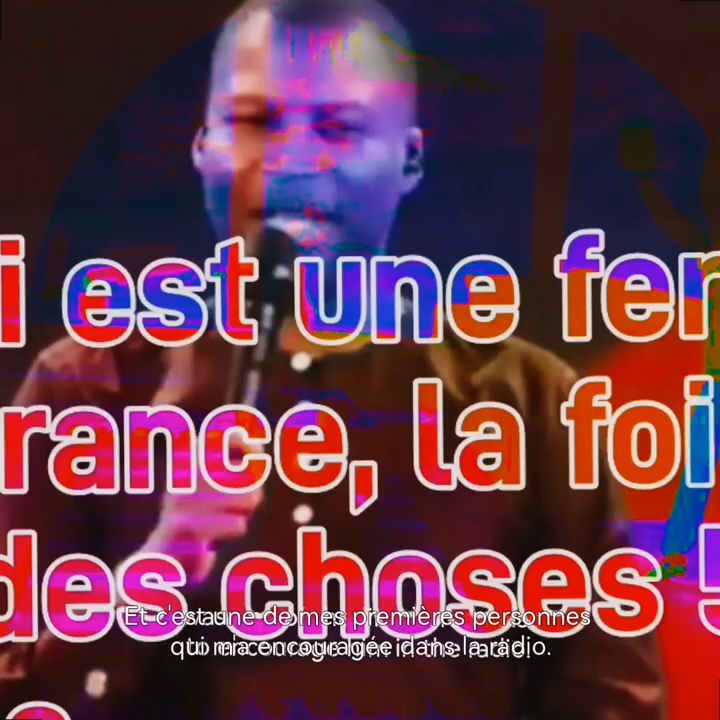 i est une fer
rance, la foi
des choses !
Et c'est une de mes premières personnes
qui m'a encouragée dans la radio.